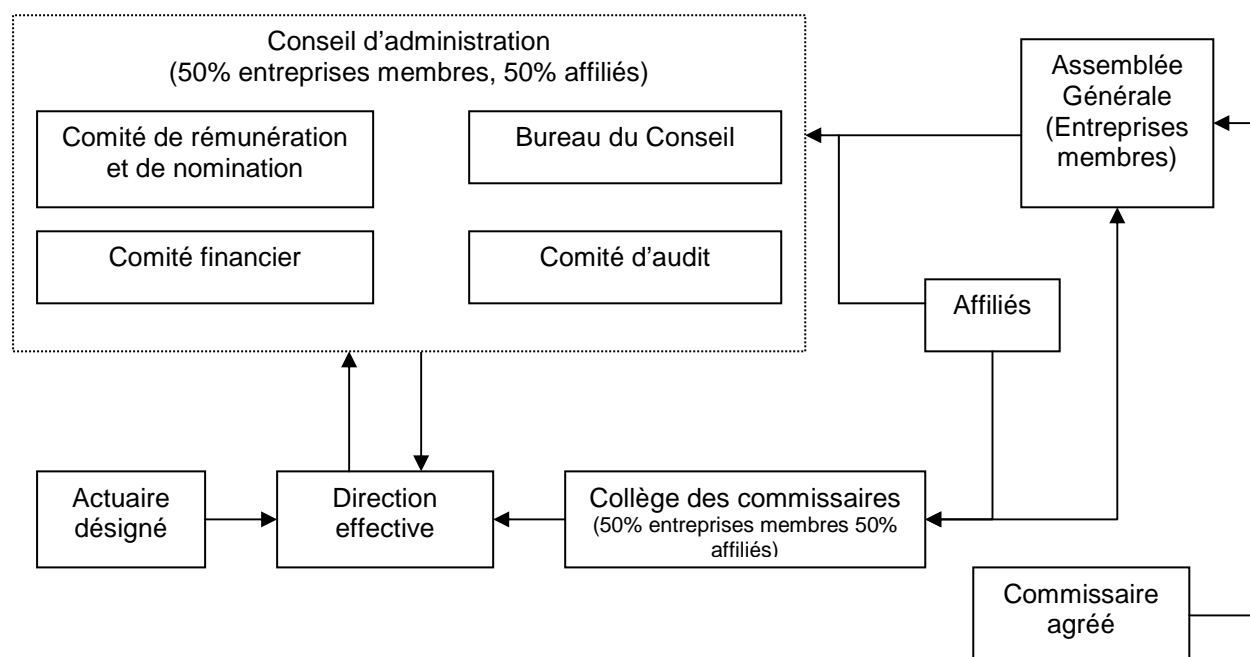 Conseil d’administration
(50% entreprises membres, 50% affiliés)
Comité de rémunération
et de nomination
Bureau du Conseil
Comité financier
Comité d’audit
Assemblée
Générale
(Entreprises
membres)
Affiliés
Actuaire
désigné
Direction
effective
Collège des commissaires
(50% entreprises membres 50%
affiliés)
Commissaire
agréé